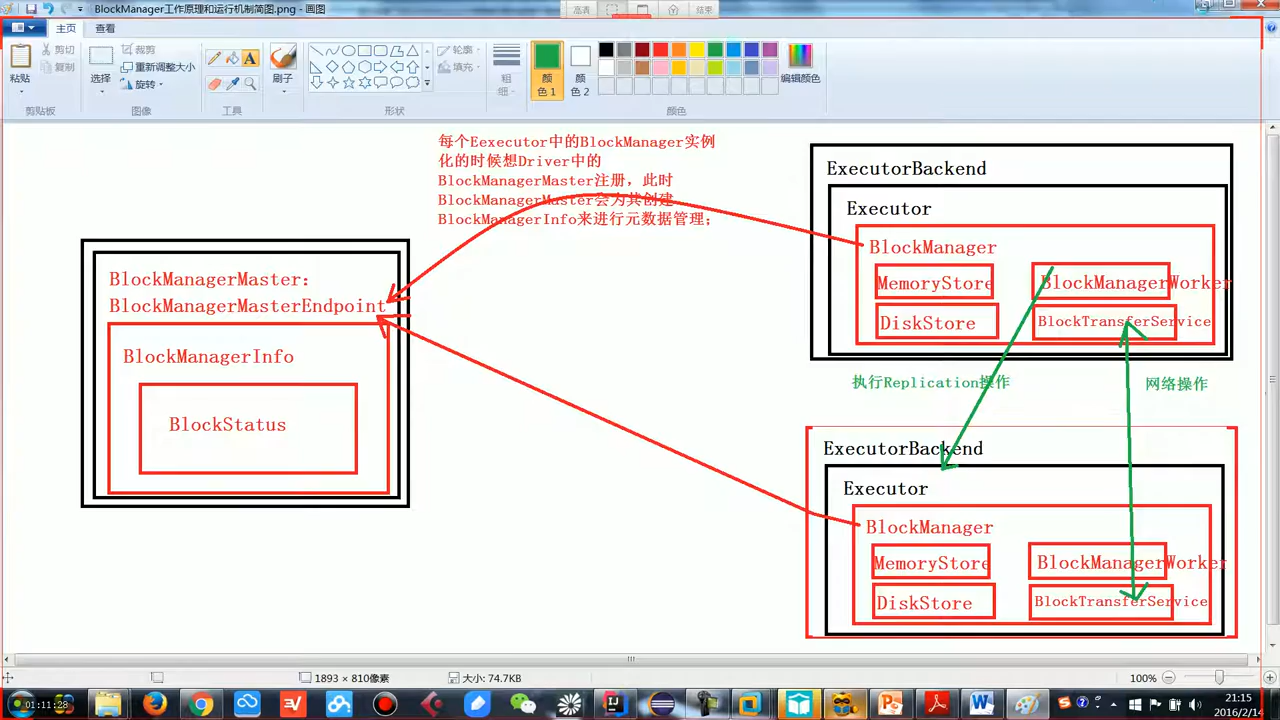 BlockManager工作原理和运行机制简图.png - 画图
高表
结束
主页
查看
粘贴
剪切
复制
选择
裁剪
重新调整大小
旋转
刷子
轮廓
填充
粗细
颜色 1
颜色 2
编辑颜色
剪贴板
图像
工具
形状
颜色
每个Eexecutor中的BlockManager实例
化的时候想Driver中的
BlockManagerMaster注册，此时
BlockManagerMaster会为其创建
BlockManagerInfo来进行元数据管理；
BlockManagerMaster:
BlockManagerMasterEndpoint
BlockManagerInfo
BlockStatus
ExecutorBackend
Executor
BlockManager
MemoryStore
BlockManagerWorker
DiskStore
BlockTransferService
执行Replication操作
网络操作
ExecutorBackend
Executor
BlockManager
MemoryStore
BlockManagerWorker
DiskStore
BlockTransferService
1893 × 810像素
大小: 74.7KB
100%
01:11:28
21:15
2016/2/14